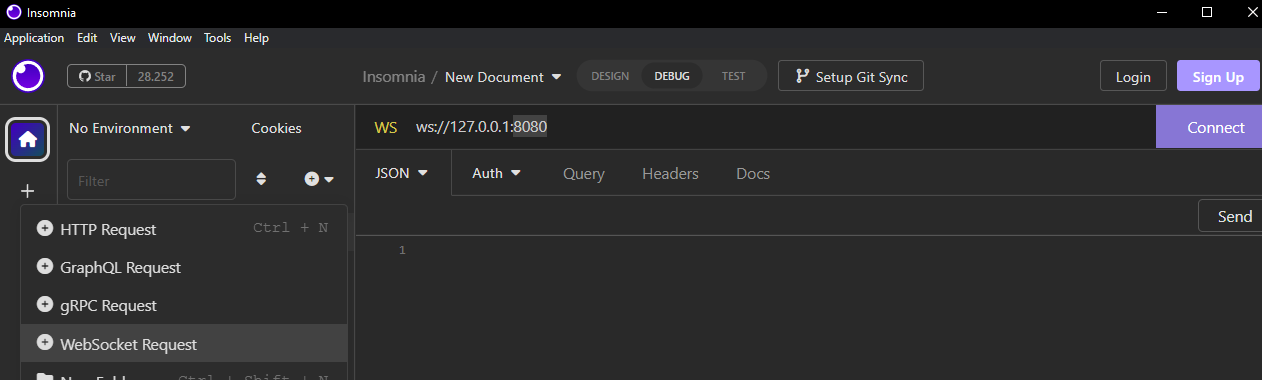 Insomnia
Application Edit View Window Tools Help
Star 28.252
Insomnia / New Document DESIGN DEBUG TEST Setup Git Sync Login Sign Up
No Environment Cookies
WS ws://127.0.0.1:8080 Connect
Filter
JSON Auth Query Headers Docs
Send
1
HTTP Request Ctrl + N
GraphQL Request
gRPC Request
WebSocket Request
Ctrl + Shift + N